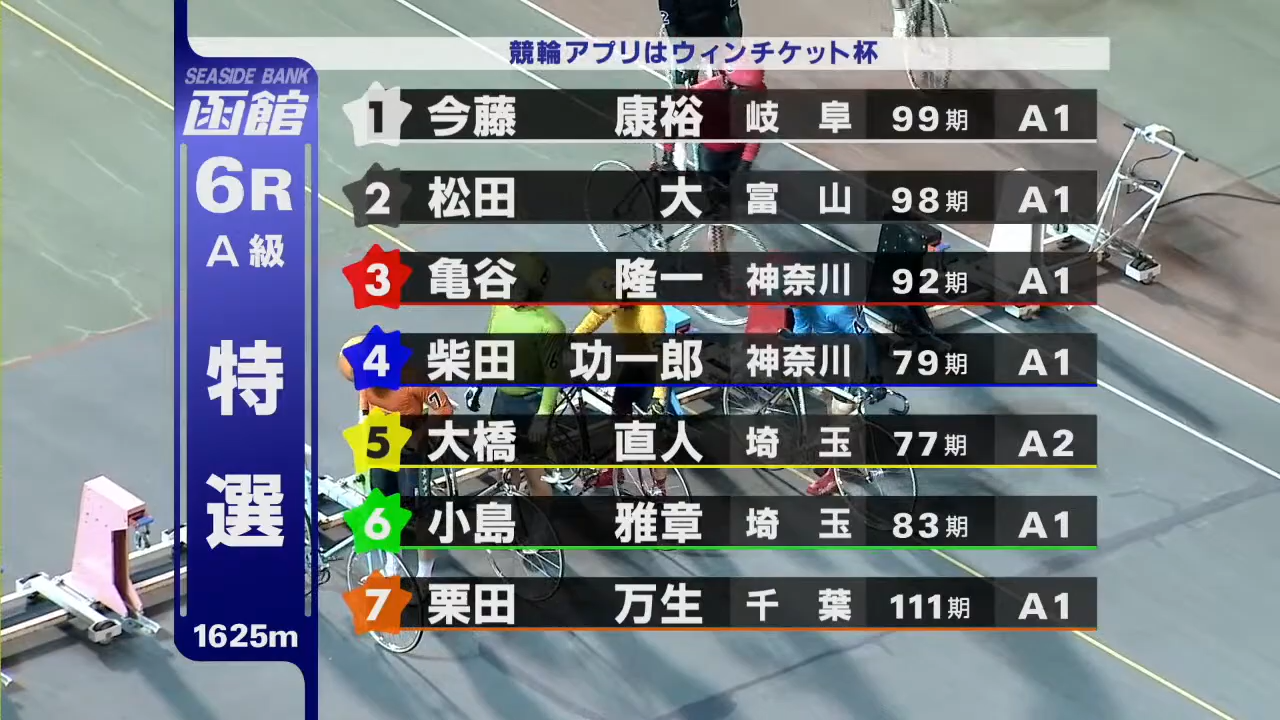 競輪アプリはウィンチケット杯
SEASIDE BANK
函館
6R
A級
特選
1625m
1 今藤 康裕 岐阜 99期 A1
2 松田 大 富山 98期 A1
3 亀谷 隆一 神奈川 92期 A1
4 柴田 功一郎 神奈川 79期 A1
5 大橋 直人 埼玉 77期 A2
6 小島 雅章 埼玉 83期 A1
7 栗田 万生 千葉 111期 A1